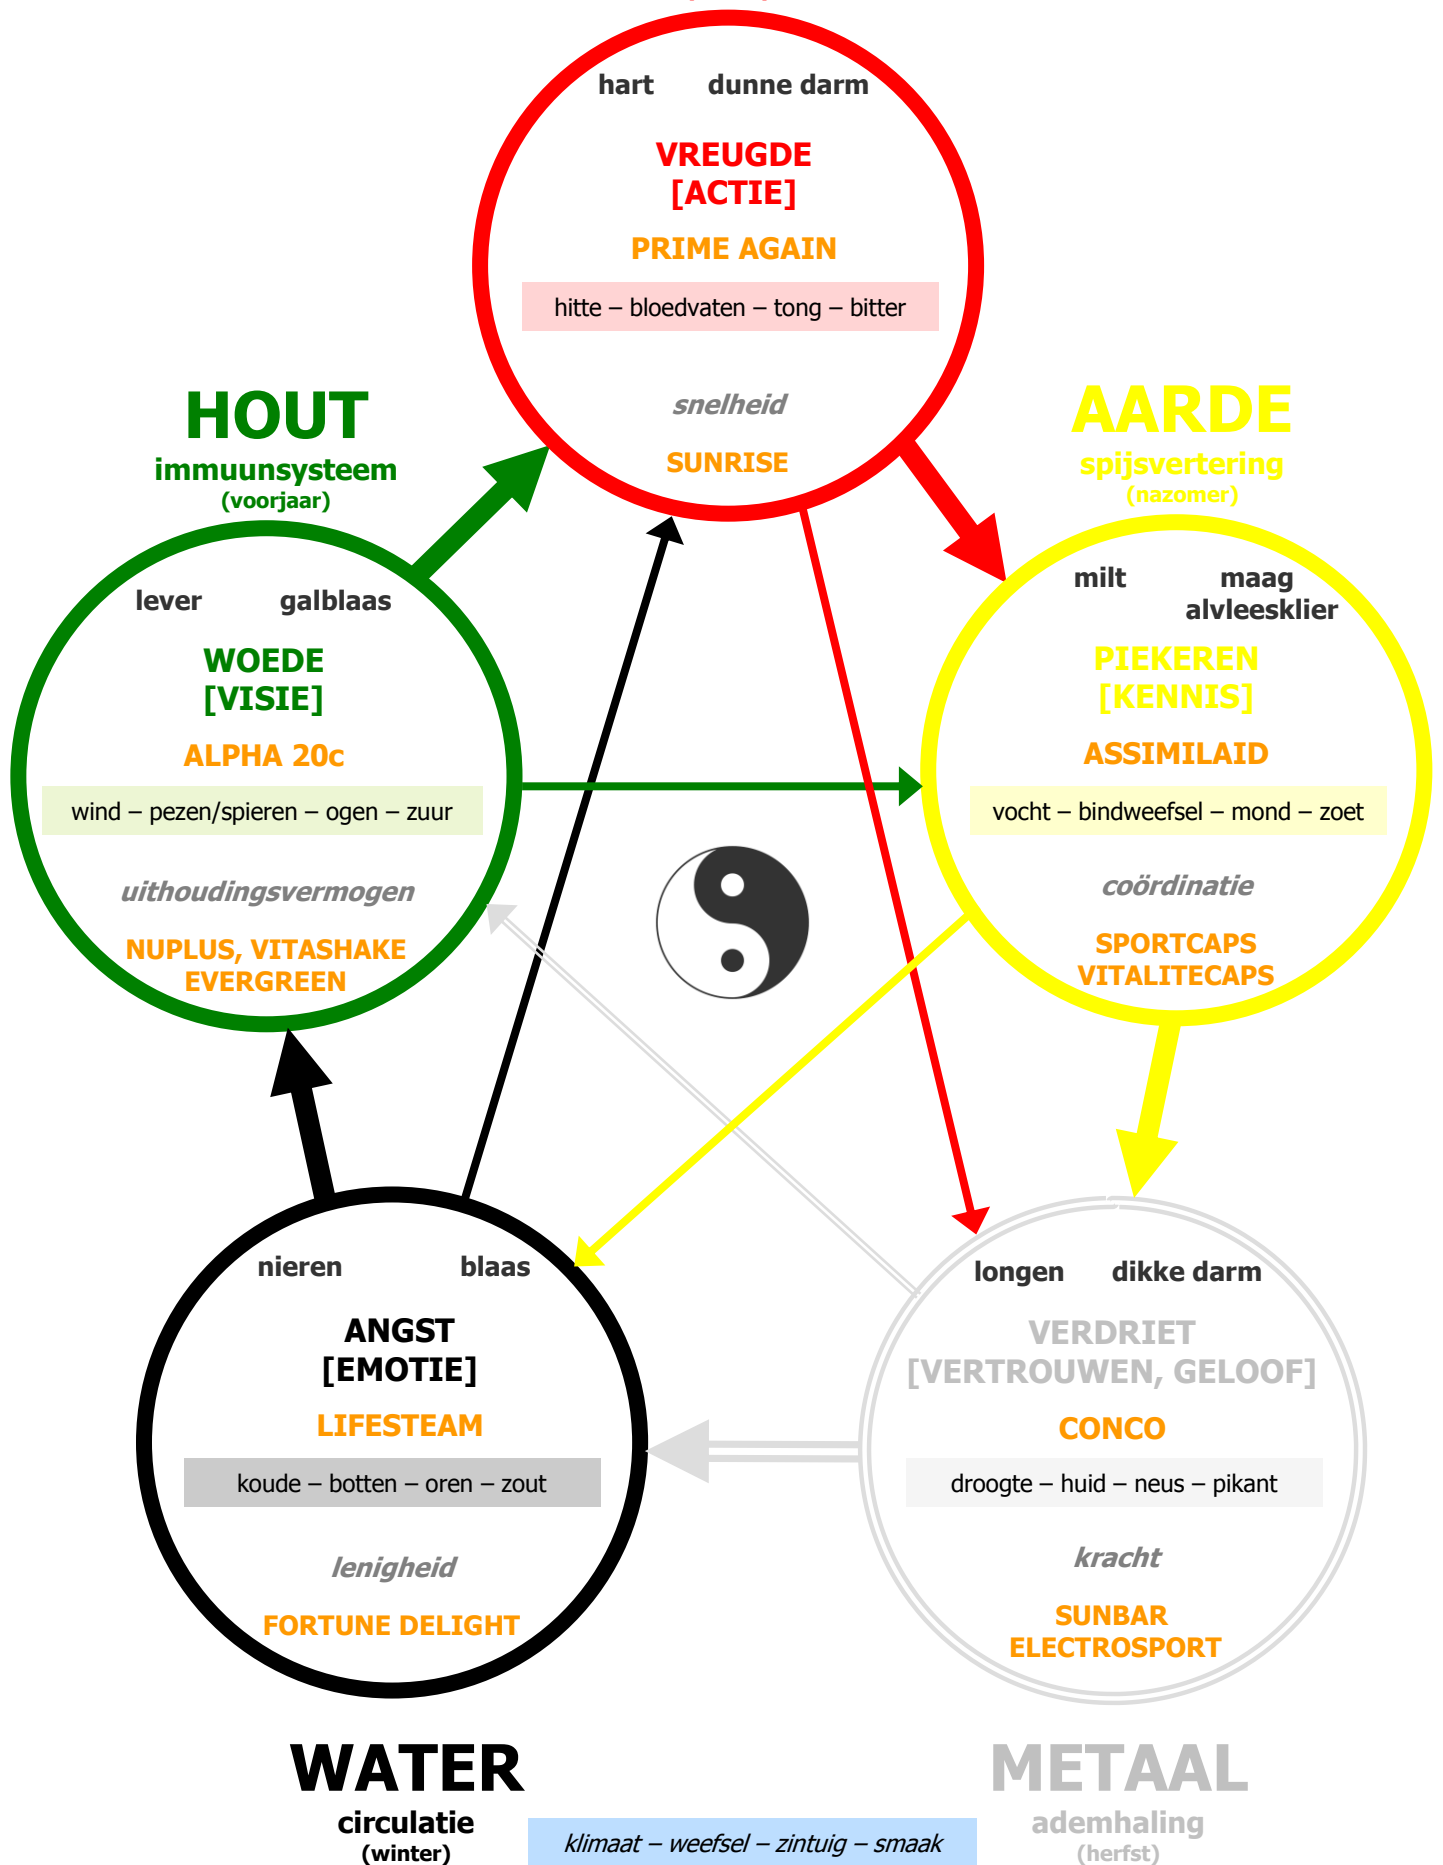 hart dunne darm
VREUGDE
[ACTIE]
PRIME AGAIN
hitte – bloedvaten – tong – bitter
snelheid
SUNRISE
HOUT
immuunsysteem
(voorjaar)
lever galblaas
WOEDE
[VISIE]
ALPHA 20c
wind – pezen/spieren – ogen – zuur
uithoudingsvermogen
NUPLUS, VITASHAKE
EVERGREEN
AARDE
spijsvertering
(nazomer)
milt maag
alvleesklier
PIEKEREN
[KENNIS]
ASSIMILAID
vocht – bindweefsel – mond – zoet
coördinatie
SPORTCAPS
VITALITECAPS
nieren blaas
ANGST
[EMOTIE]
LIFESTEAM
koude – botten – oren – zout
lenigheid
FORTUNE DELIGHT
WATER
circulatie
(winter)
longen dikke darm
VERDRIET
[VERTROUWEN, GELOOF]
CONCO
droogte – huid – neus – pikant
kracht
SUNBAR
ELECTROSPORT
METAAL
ademhaling
(herfst)
klimaat – weefsel – zintuig – smaak